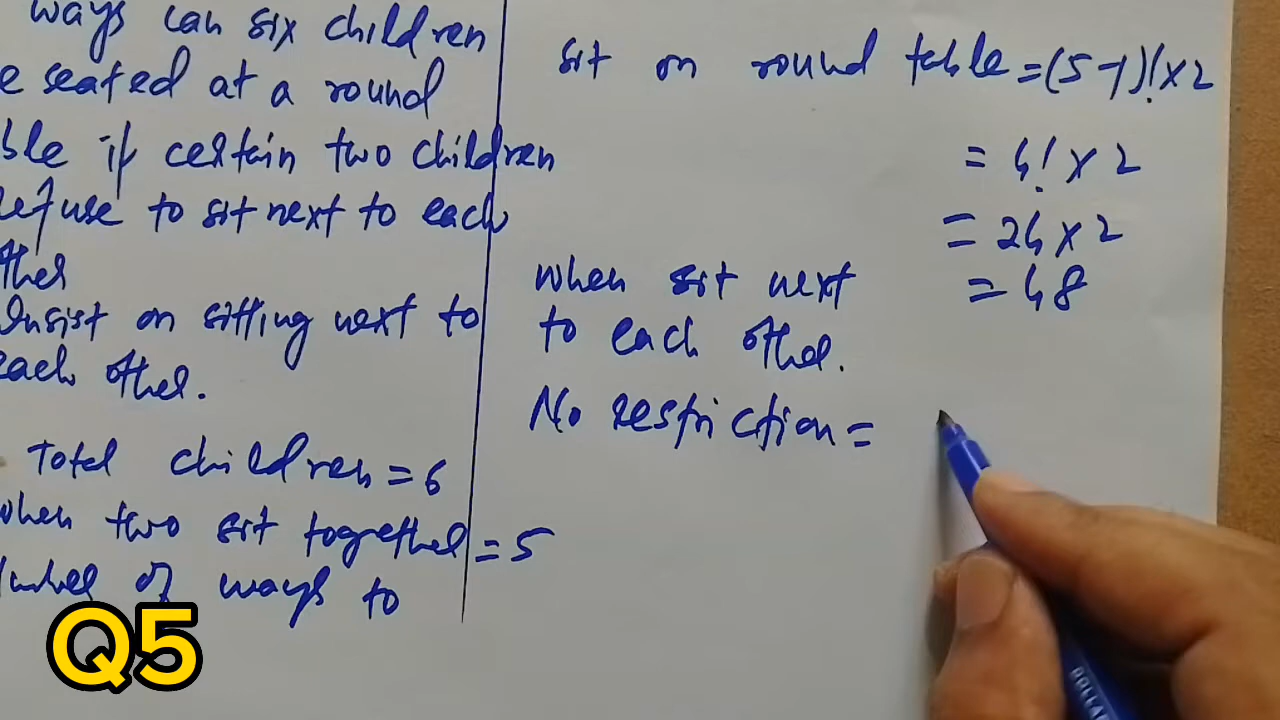 ways can six children
e seated at a round
ble if certain two children
refuse to sit next to each
ther
Insist on sitting next to
each other.
Total children = 6
when two sit together = 5
Number of ways to
sit on round table = (5-1)! x 2
= 4! x 2
= 24 x 2
= 48
when sit next
to each other.
No restriction =
Q5